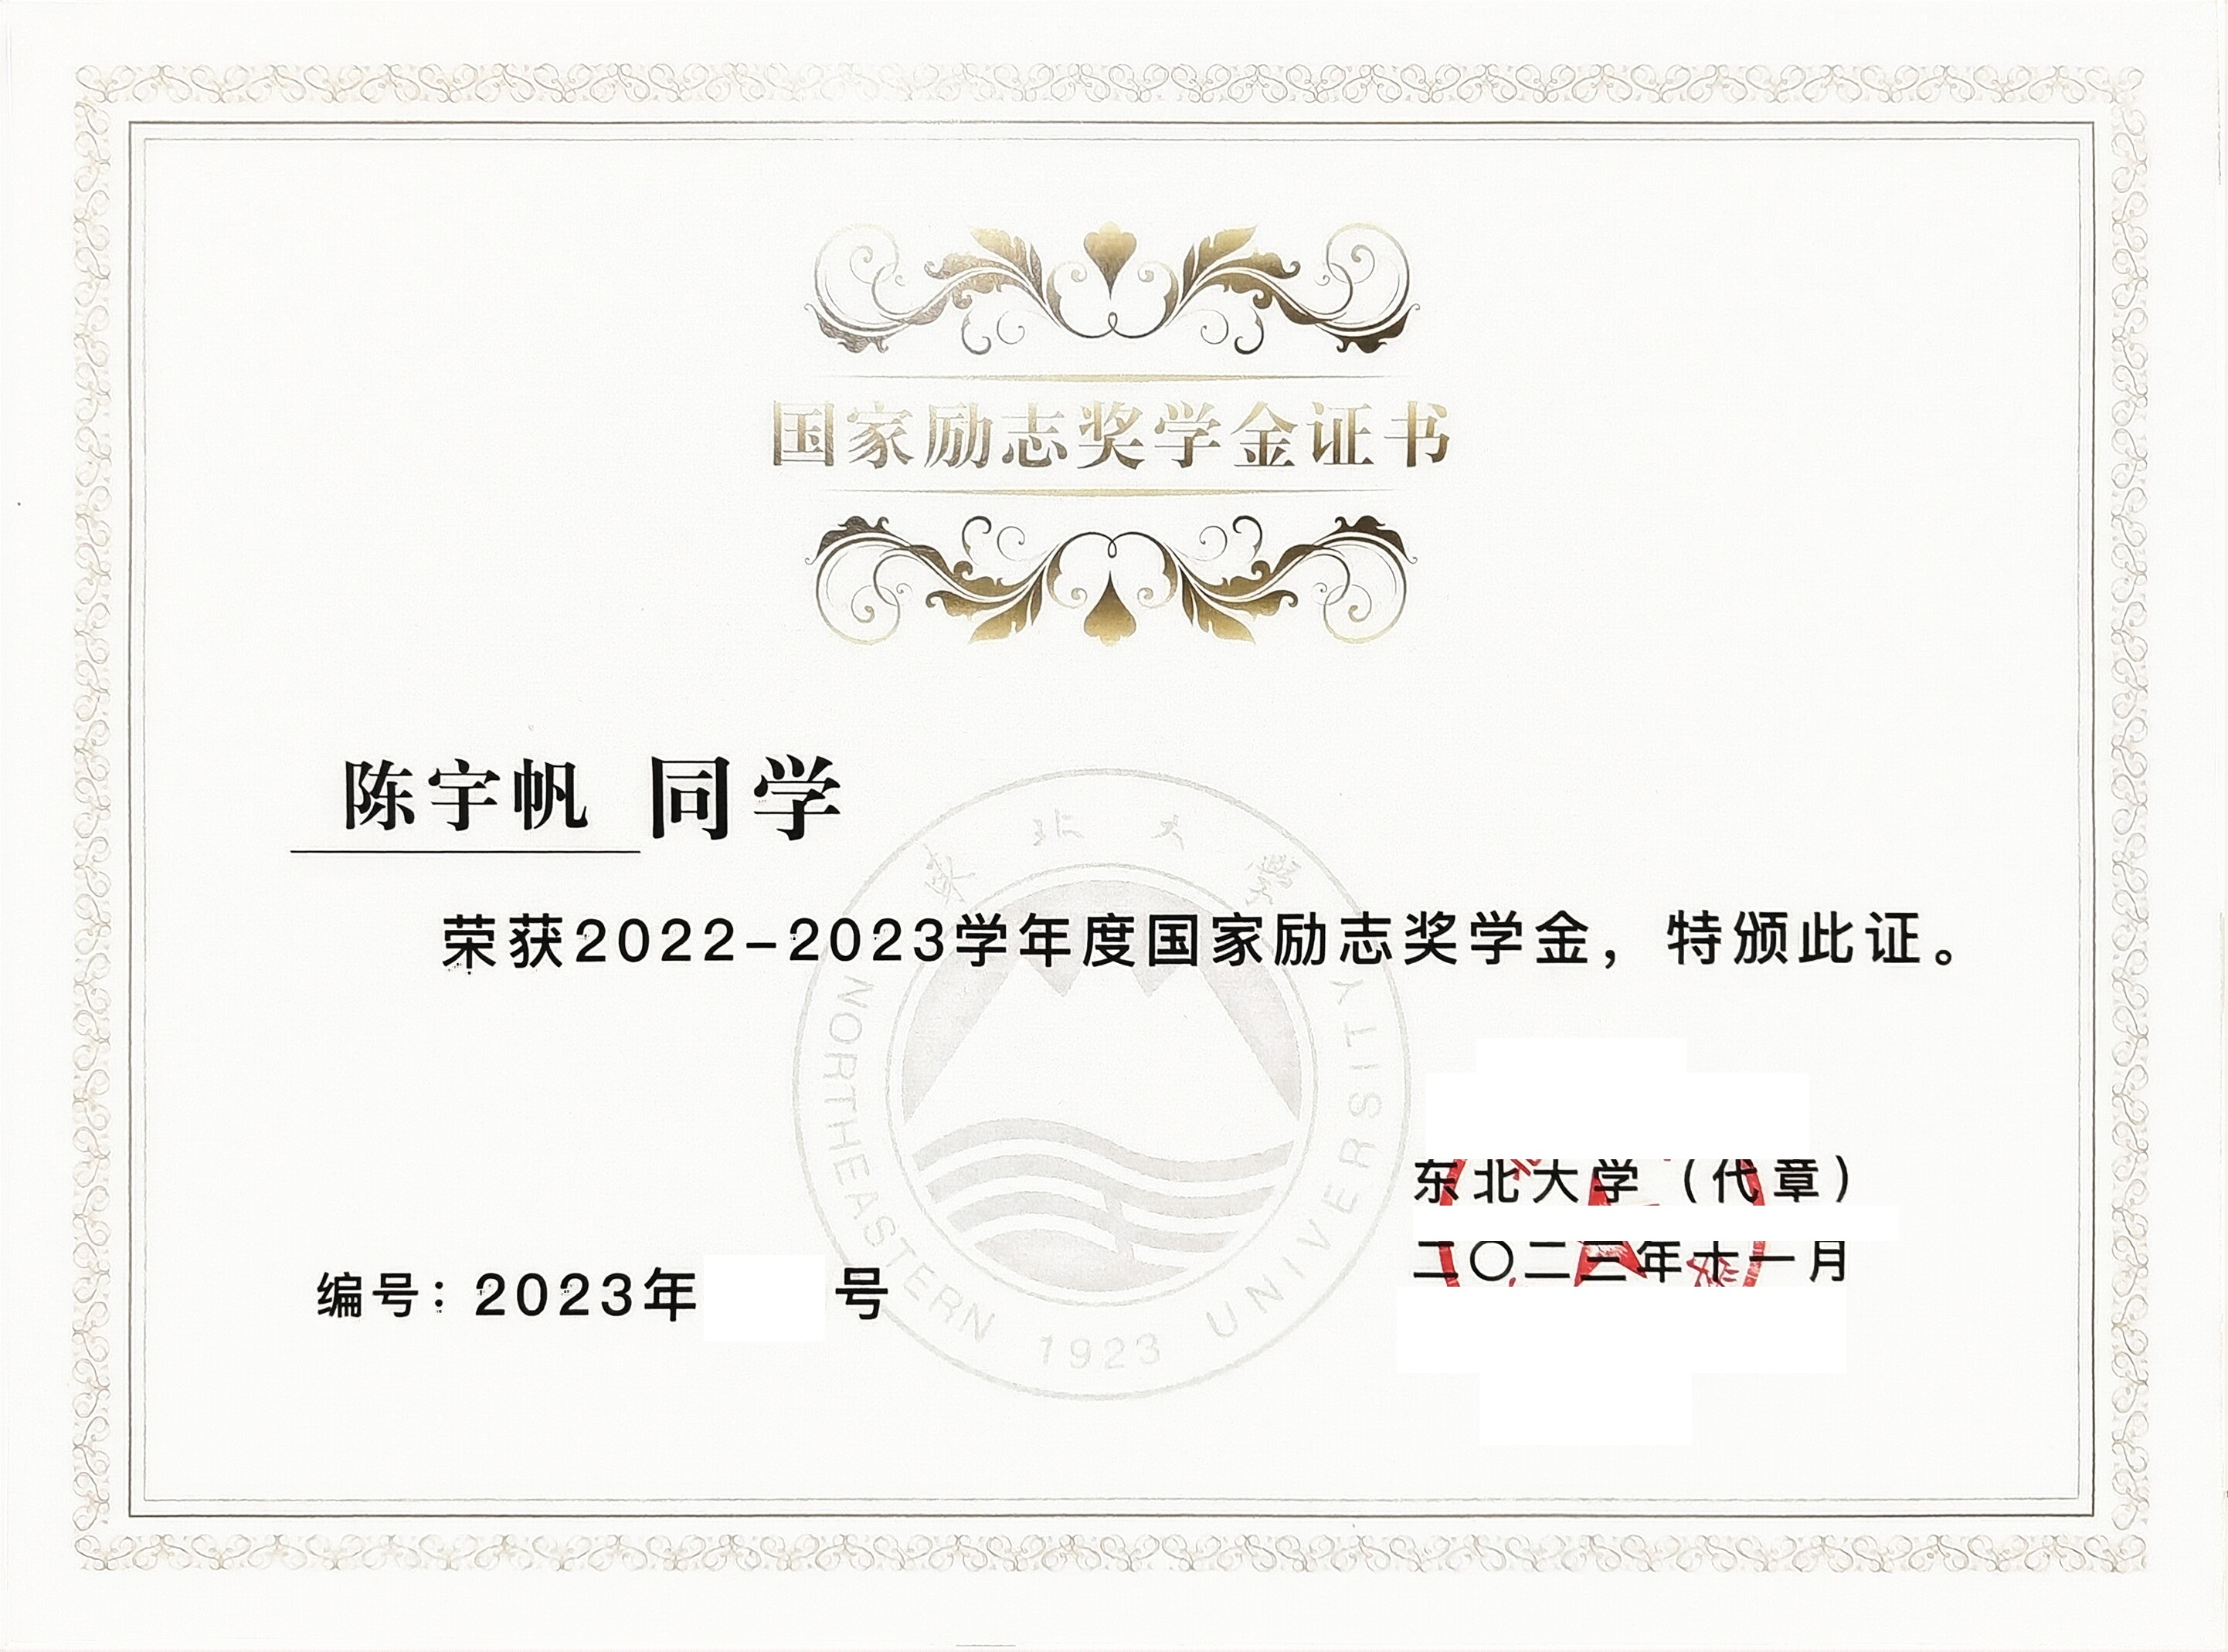 国家励志奖学金证书
陈宇帆 同学
荣获2022-2023学年度国家励志奖学金，特颁此证。
東北大學
NORTHEASTERN UNIVERSITY
1923
东北大学（代章）
二〇二三年十一月
编号：2023年 号